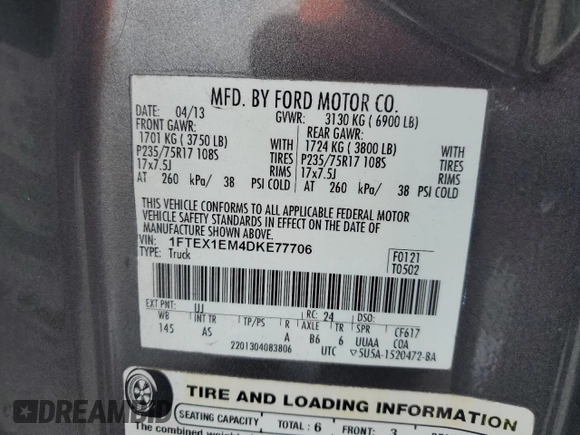 MFD. BY FORD MOTOR CO.
DATE: 04/13 GVWR: 3130 KG ( 6900 LB)
FRONT GAWR: REAR GAWR:
1701 KG ( 3750 LB) WITH 1724 KG ( 3800 LB) WITH
P235/75R17 108S TIRES P235/75R17 108S TIRES
17x7.5J RIMS 17x7.5J RIMS
AT 260 kPa/ 38 PSI COLD AT 260 kPa/ 38 PSI COLD
THIS VEHICLE CONFORMS TO ALL APPLICABLE FEDERAL MOTOR
VEHICLE SAFETY STANDARDS IN EFFECT ON THE DATE OF
MANUFACTURE SHOWN ABOVE.
VIN: 1FTEX1EM4DKE77706 F0121
TYPE: Truck T0502
EXT PNT: UJ RC: 24 DSO:
WB INT TR TP/PS R AXLE TR SPR CF617
145 AS A B6 6 UUAA COA
2201304083806 UTC 5U5A-1520472-BA
TIRE AND LOADING INFORMATION
SEATING CAPACITY TOTAL : 6 FRONT: 3
The combined
DREAMBID